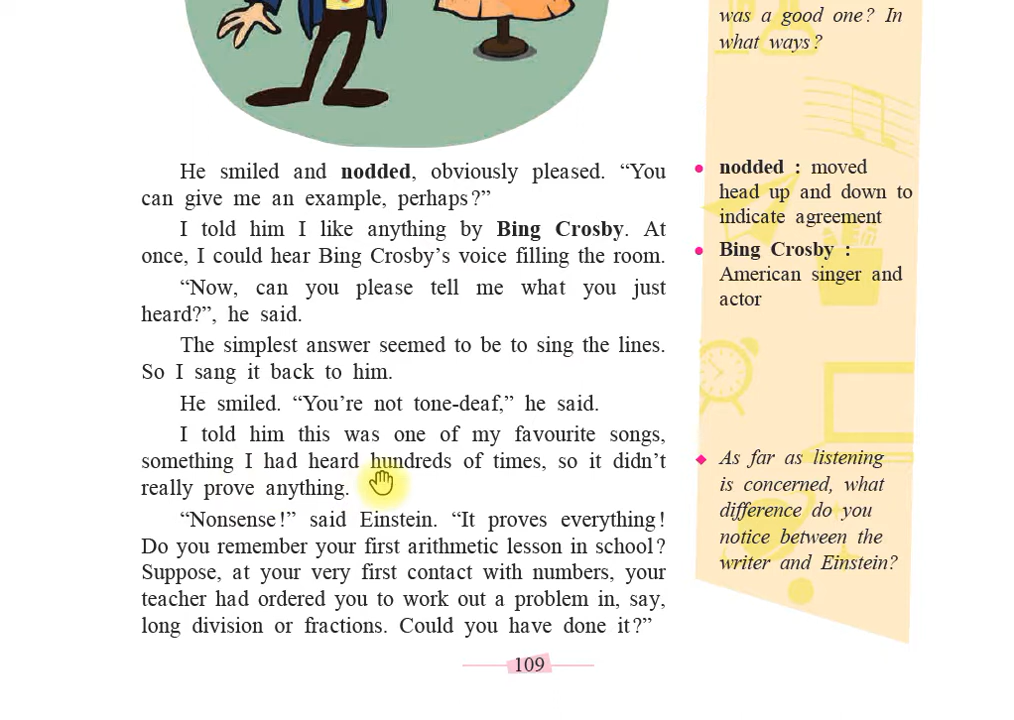 was a good one? In
what ways?
He smiled and nodded, obviously pleased. “You
can give me an example, perhaps?”
I told him I like anything by Bing Crosby. At
once, I could hear Bing Crosby’s voice filling the room.
“Now, can you please tell me what you just
heard?”, he said.
The simplest answer seemed to be to sing the lines.
So I sang it back to him.
He smiled. “You’re not tone-deaf,” he said.
I told him this was one of my favourite songs,
something I had heard hundreds of times, so it didn’t
really prove anything.
“Nonsense!” said Einstein. “It proves everything!
Do you remember your first arithmetic lesson in school?
Suppose, at your very first contact with numbers, your
teacher had ordered you to work out a problem in, say,
long division or fractions. Could you have done it?”
nodded : moved
head up and down to
indicate agreement
Bing Crosby :
American singer and
actor
As far as listening
is concerned, what
difference do you
notice between the
writer and Einstein?
109